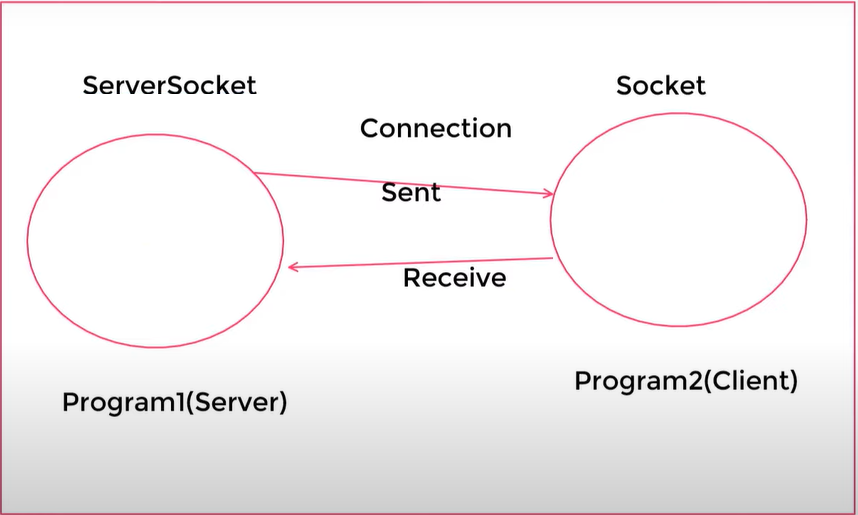 ServerSocket
Socket
Connection
Sent
Receive
Program1(Server)
Program2(Client)